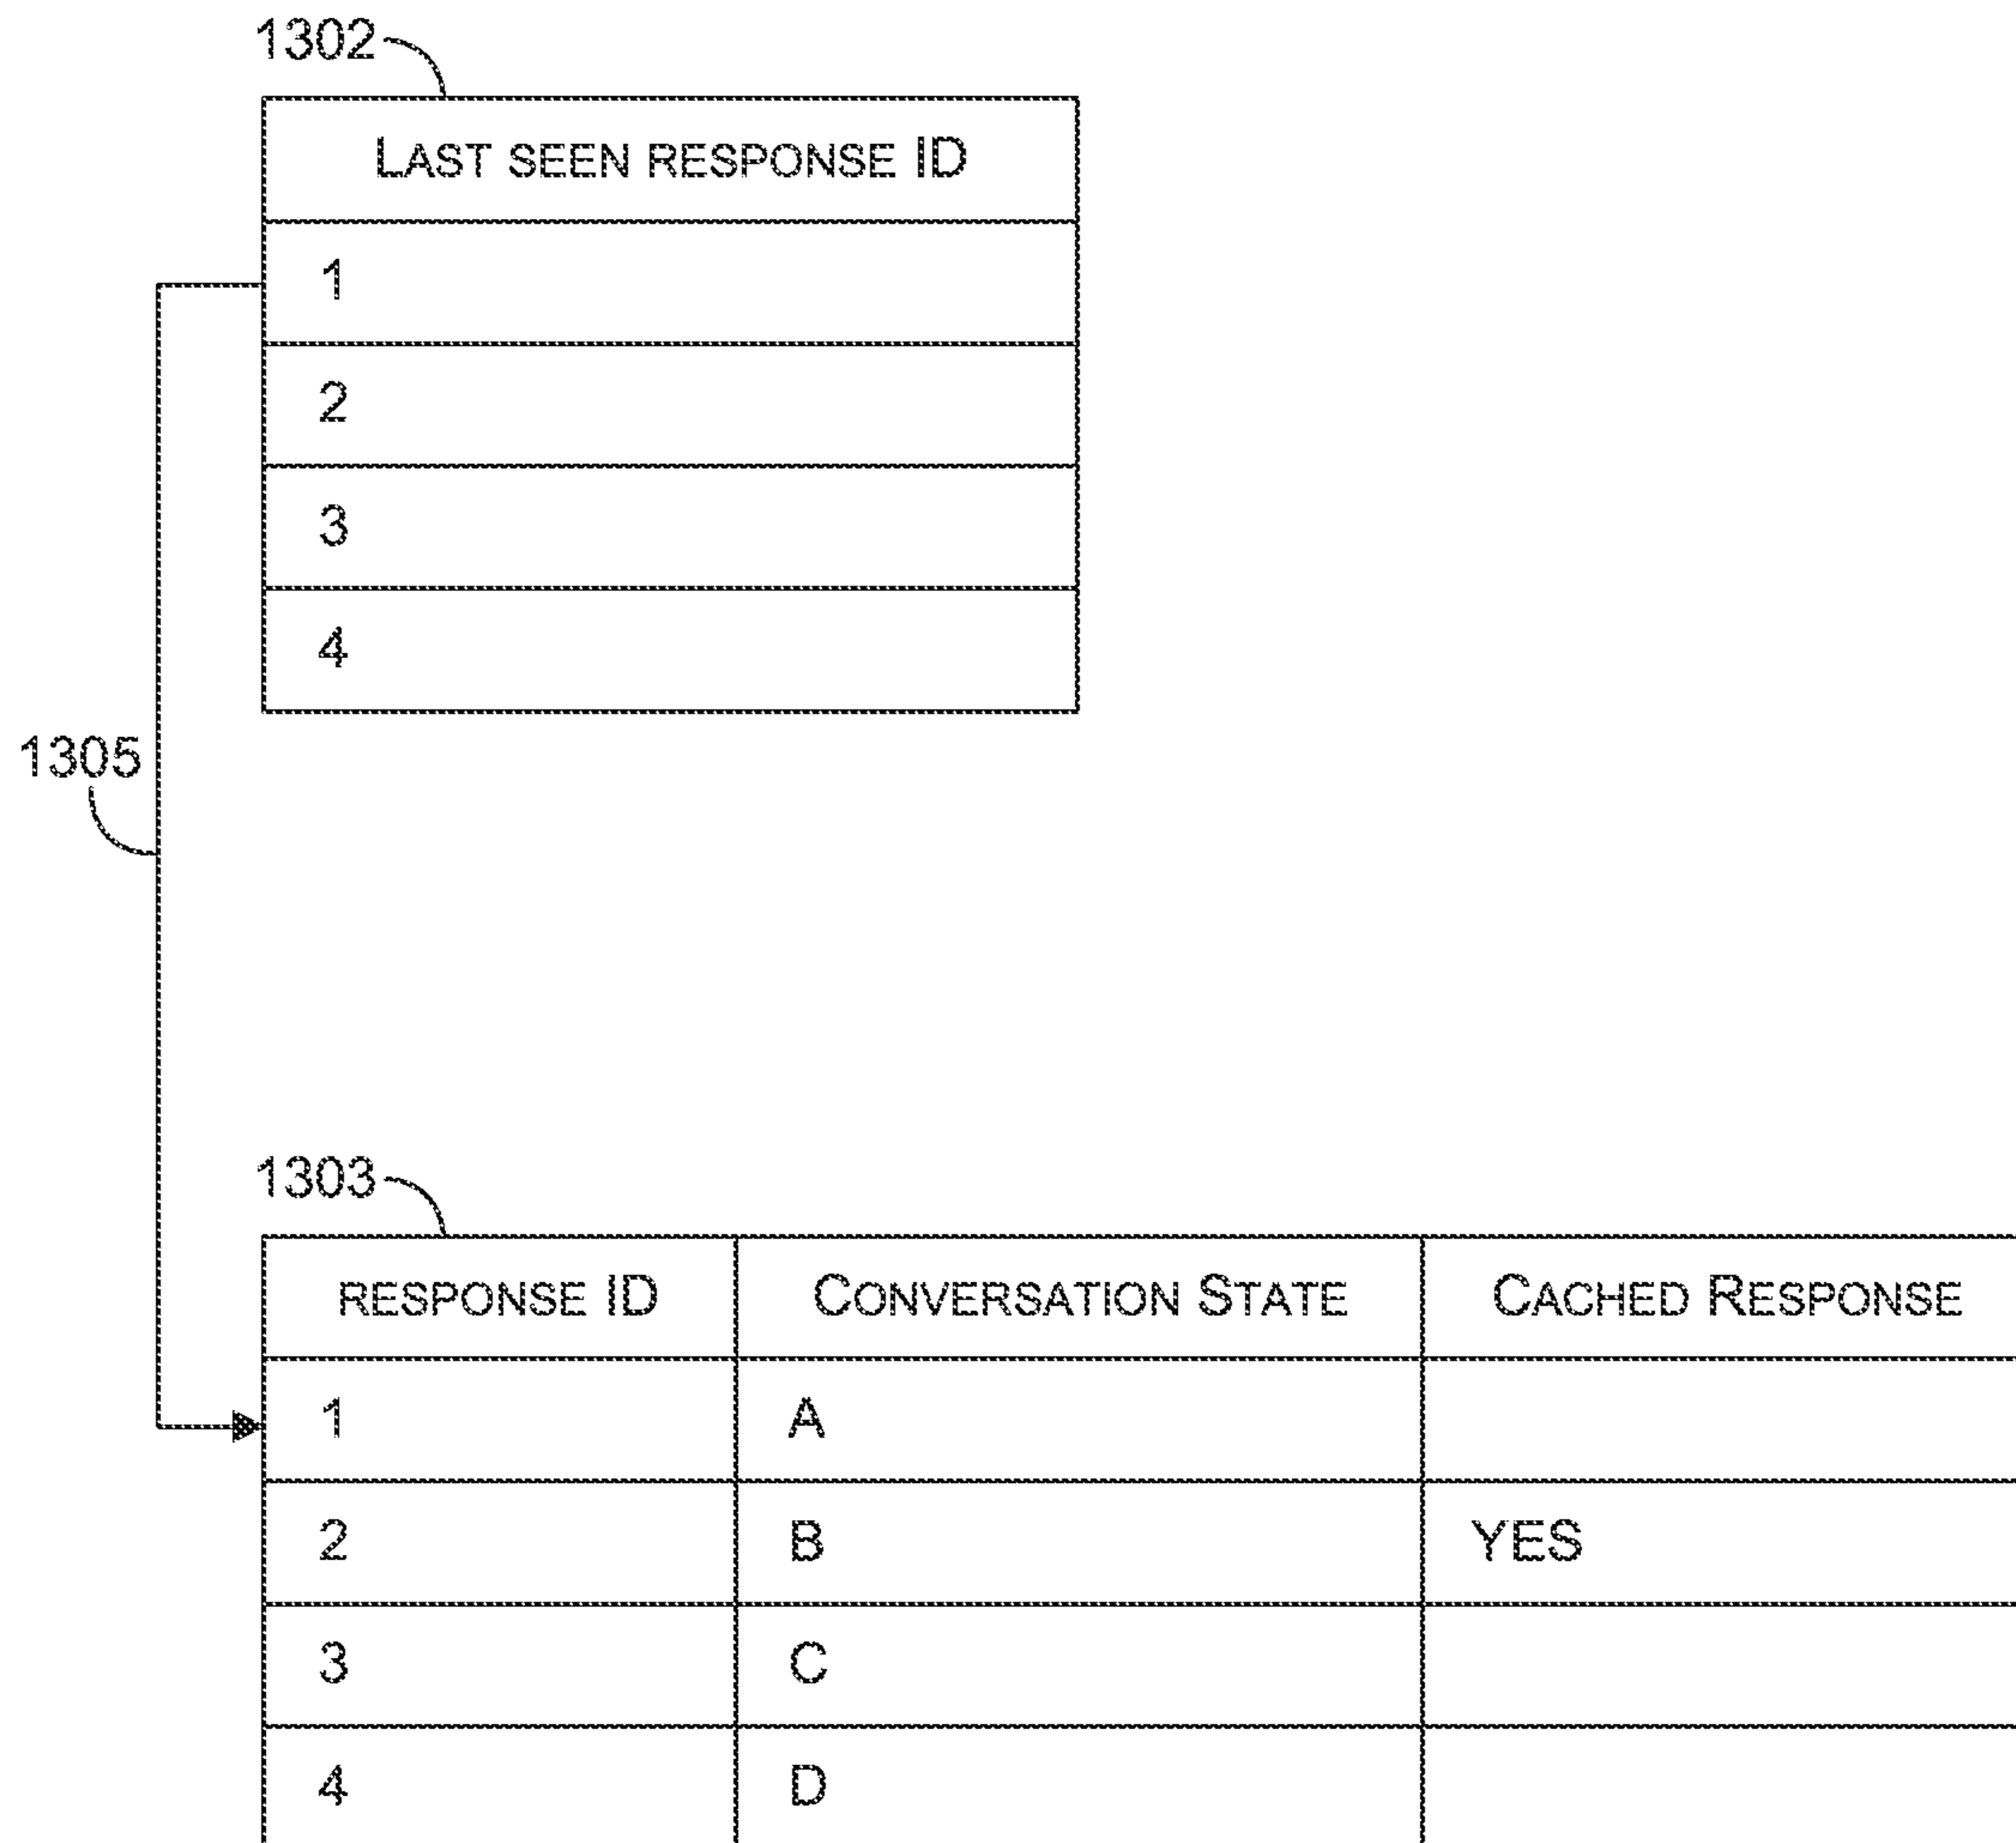 1302
LAST SEEN RESPONSE ID
1
2
3
4
1305
1303
RESPONSE ID CONVERSATION STATE CACHED RESPONSE
1 A
2 B YES
3 C
4 D